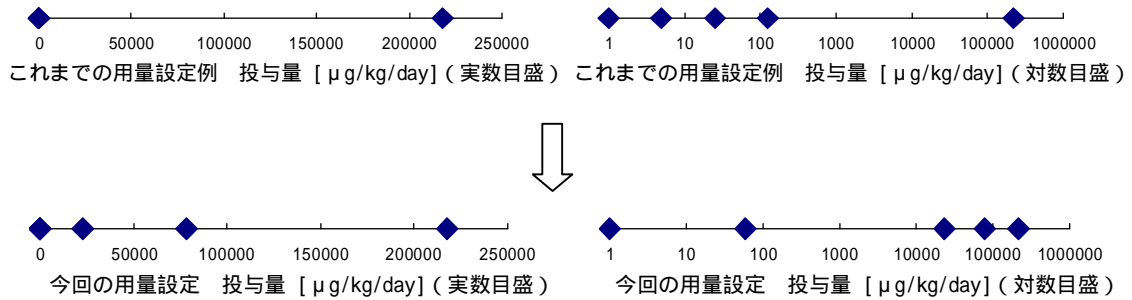 0 50000 100000 150000 200000 250000
これまでの用量設定例 投与量 [μg/kg/day](実数目盛)
1 10 100 1000 10000 100000 1000000
これまでの用量設定例 投与量 [μg/kg/day](対数目盛)
0 50000 100000 150000 200000 250000
今回の用量設定 投与量 [μg/kg/day](実数目盛)
1 10 100 1000 10000 100000 1000000
今回の用量設定 投与量 [μg/kg/day](対数目盛)